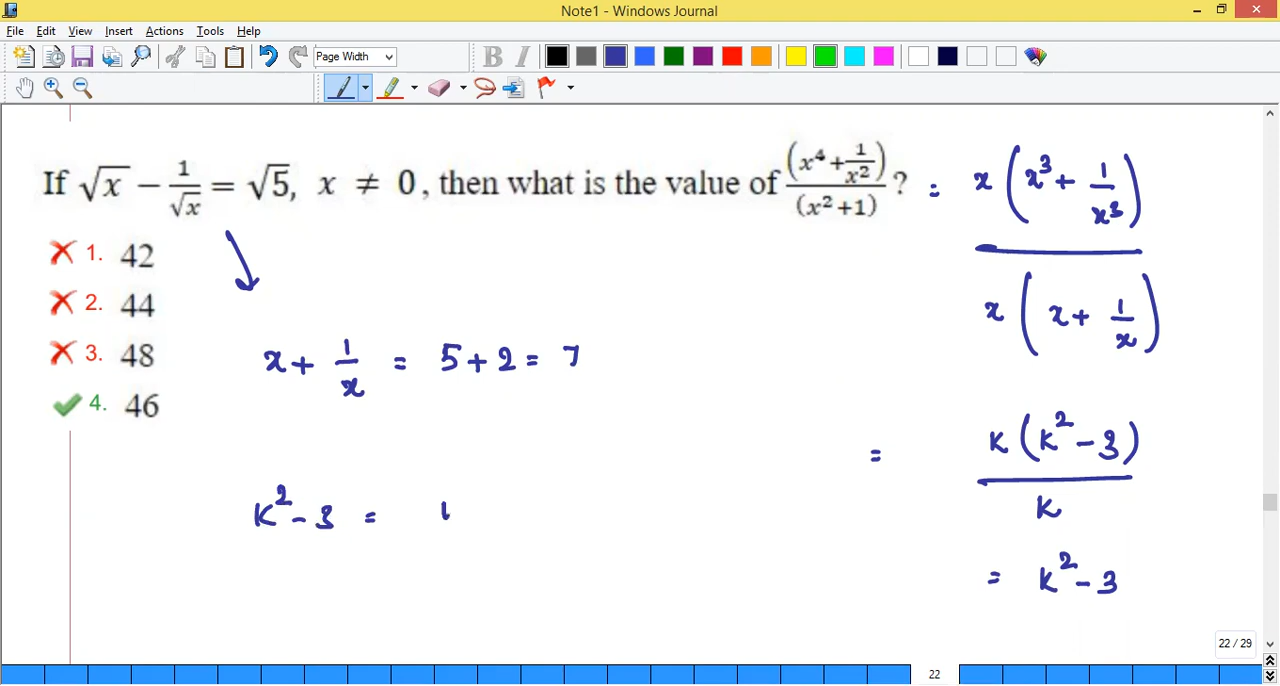 Note1 - Windows Journal
File Edit View Insert Actions Tools Help
Page Width
B I
If √x − 1/√x = √5, x ≠ 0, then what is the value of (x⁴ + 1/x²)/(x² + 1) ?
= x(x³ + 1/x³) / x(x + 1/x)
1. 42
2. 44
3. 48
4. 46
x + 1/x = 5 + 2 = 7
= k(k² − 3) / k
k² − 3 =
= k² − 3
22 / 29
22